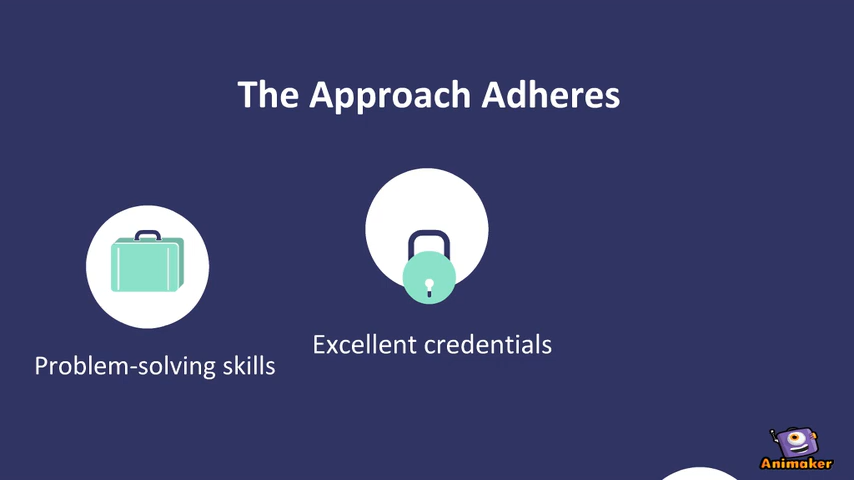 The Approach Adheres
Excellent credentials
Problem-solving skills
Animaker